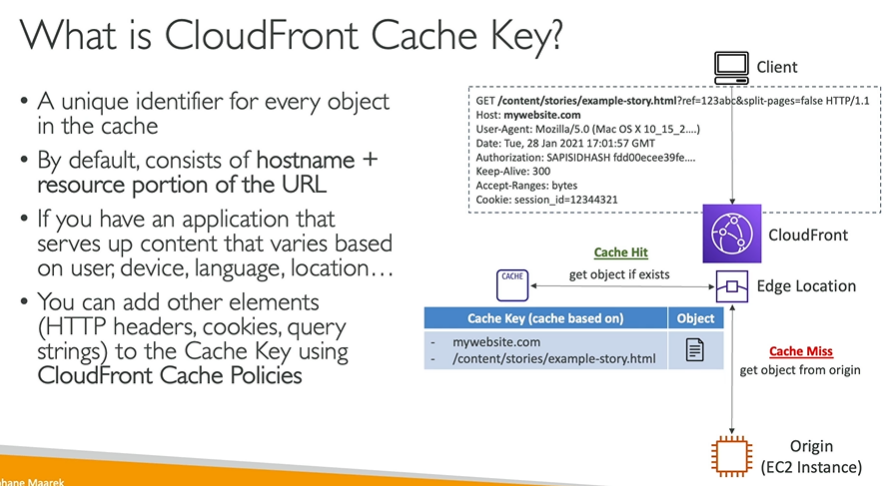 What is CloudFront Cache Key?
• A unique identifier for every object
in the cache
• By default, consists of hostname +
resource portion of the URL
• If you have an application that
serves up content that varies based
on user, device, language, location…
• You can add other elements
(HTTP headers, cookies, query
strings) to the Cache Key using
CloudFront Cache Policies
Client
GET /content/stories/example-story.html?ref=123abc&split-pages=false HTTP/1.1
Host: mywebsite.com
User-Agent: Mozilla/5.0 (Mac OS X 10_15_2....)
Date: Tue, 28 Jan 2021 17:01:57 GMT
Authorization: SAPISIDHASH fdd00ecee39fe....
Keep-Alive: 300
Accept-Ranges: bytes
Cookie: session_id=12344321
CloudFront
Cache Hit
get object if exists
CACHE
Edge Location
Cache Key (cache based on) Object
- mywebsite.com
- /content/stories/example-story.html
Cache Miss
get object from origin
Origin
(EC2 Instance)
Maarek